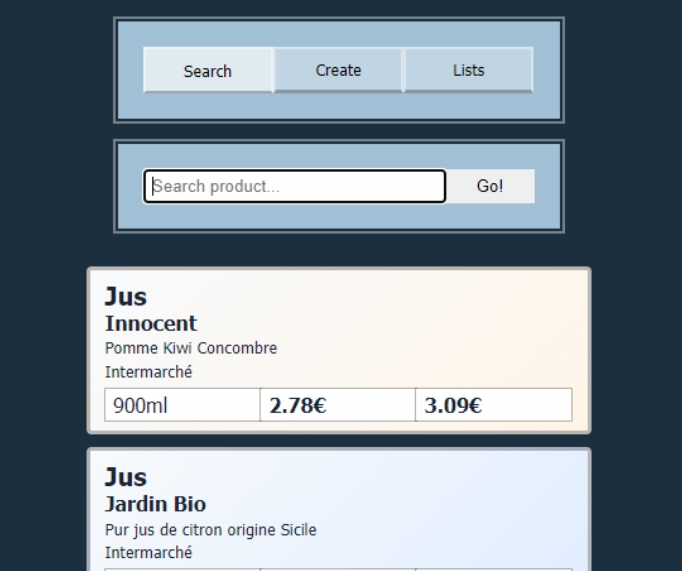 Search Create Lists
Search product... Go!
Jus
Innocent
Pomme Kiwi Concombre
Intermarché
900ml 2.78€ 3.09€
Jus
Jardin Bio
Pur jus de citron origine Sicile
Intermarché